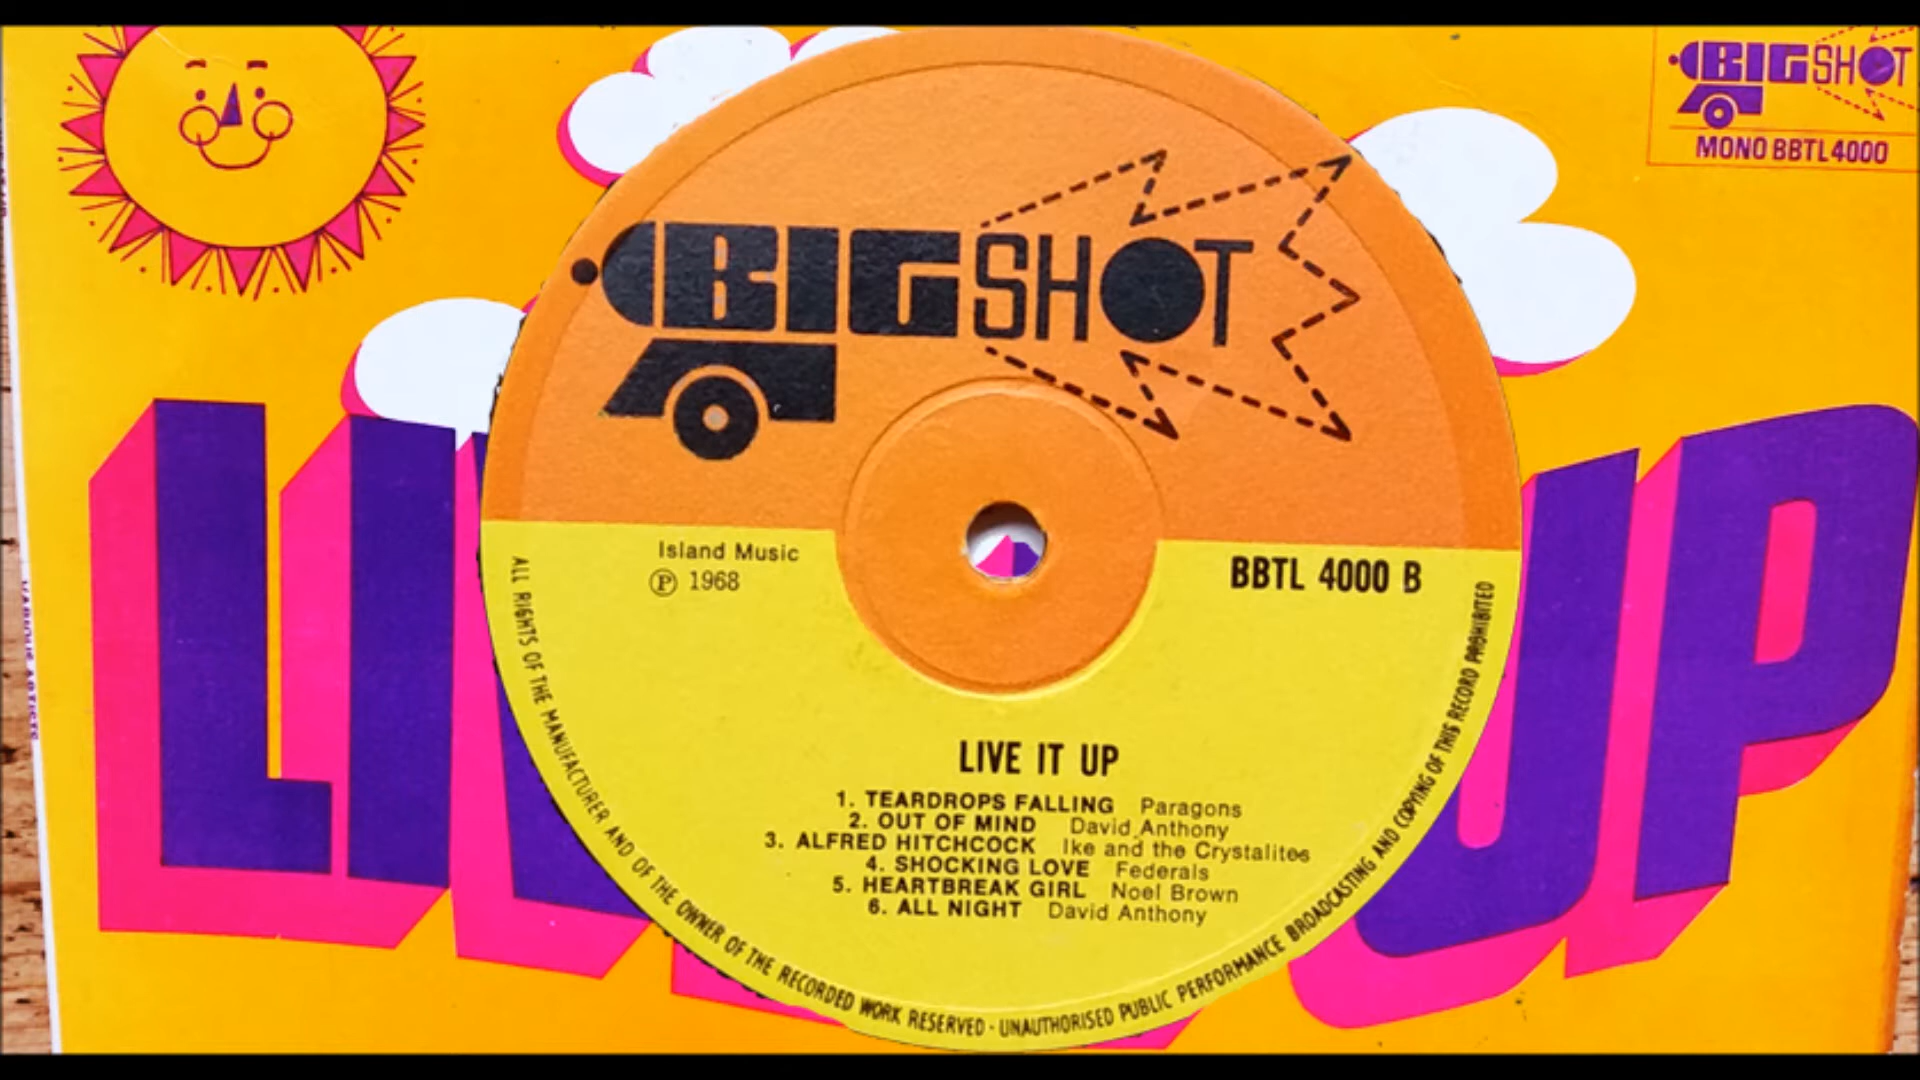 BIG SHOT
MONO BBTL 4000
BIG SHOT
Island Music
Ⓟ 1968
BBTL 4000 B
LIVE IT UP
1. TEARDROPS FALLING Paragons
2. OUT OF MIND David Anthony
3. ALFRED HITCHCOCK Ike and the Crystalites
4. SHOCKING LOVE Federals
5. HEARTBREAK GIRL Noel Brown
6. ALL NIGHT David Anthony
ALL RIGHTS OF THE MANUFACTURER AND OF THE OWNER OF THE RECORDED WORK RESERVED - UNAUTHORISED PUBLIC PERFORMANCE BROADCASTING AND COPYING OF THIS RECORD PROHIBITED
UP
VARIOUS ARTISTS